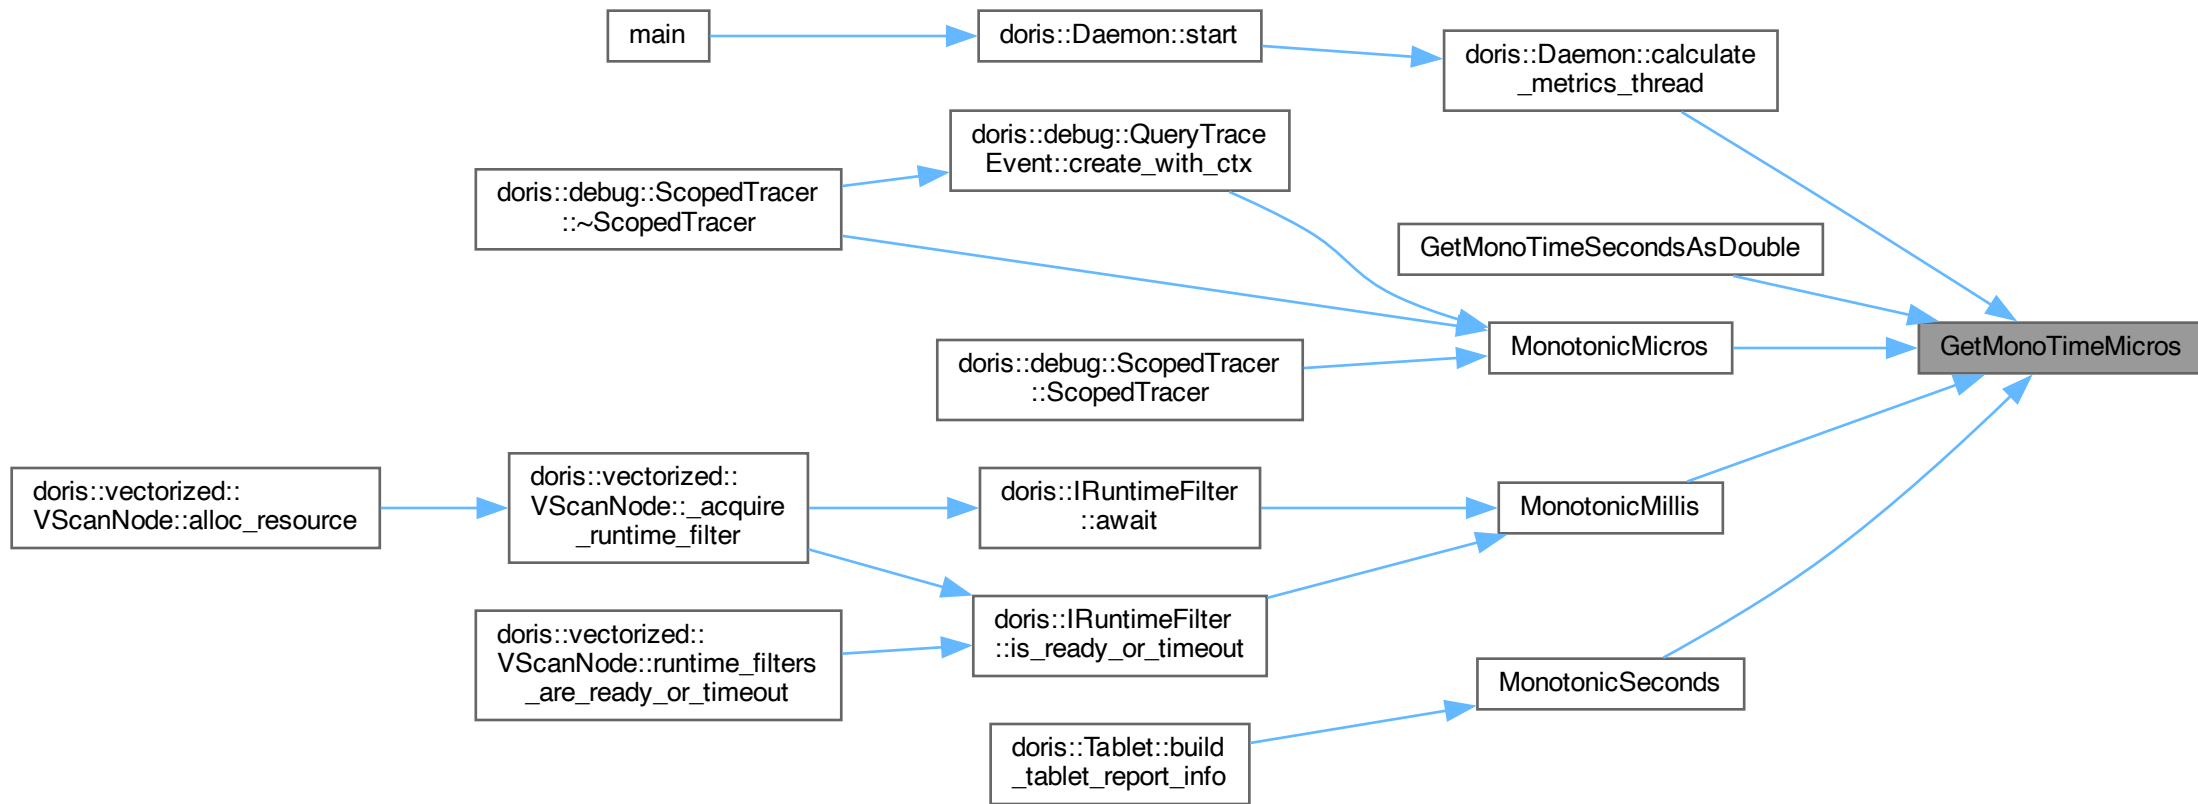 main
doris::Daemon::start
doris::Daemon::calculate
_metrics_thread
doris::debug::QueryTrace
Event::create_with_ctx
doris::debug::ScopedTracer
::~ScopedTracer
GetMonoTimeSecondsAsDouble
MonotonicMicros
GetMonoTimeMicros
doris::debug::ScopedTracer
::ScopedTracer
doris::vectorized::
VScanNode::alloc_resource
doris::vectorized::
VScanNode::_acquire
_runtime_filter
doris::IRuntimeFilter
::await
MonotonicMillis
doris::vectorized::
VScanNode::runtime_filters
_are_ready_or_timeout
doris::IRuntimeFilter
::is_ready_or_timeout
MonotonicSeconds
doris::Tablet::build
_tablet_report_info